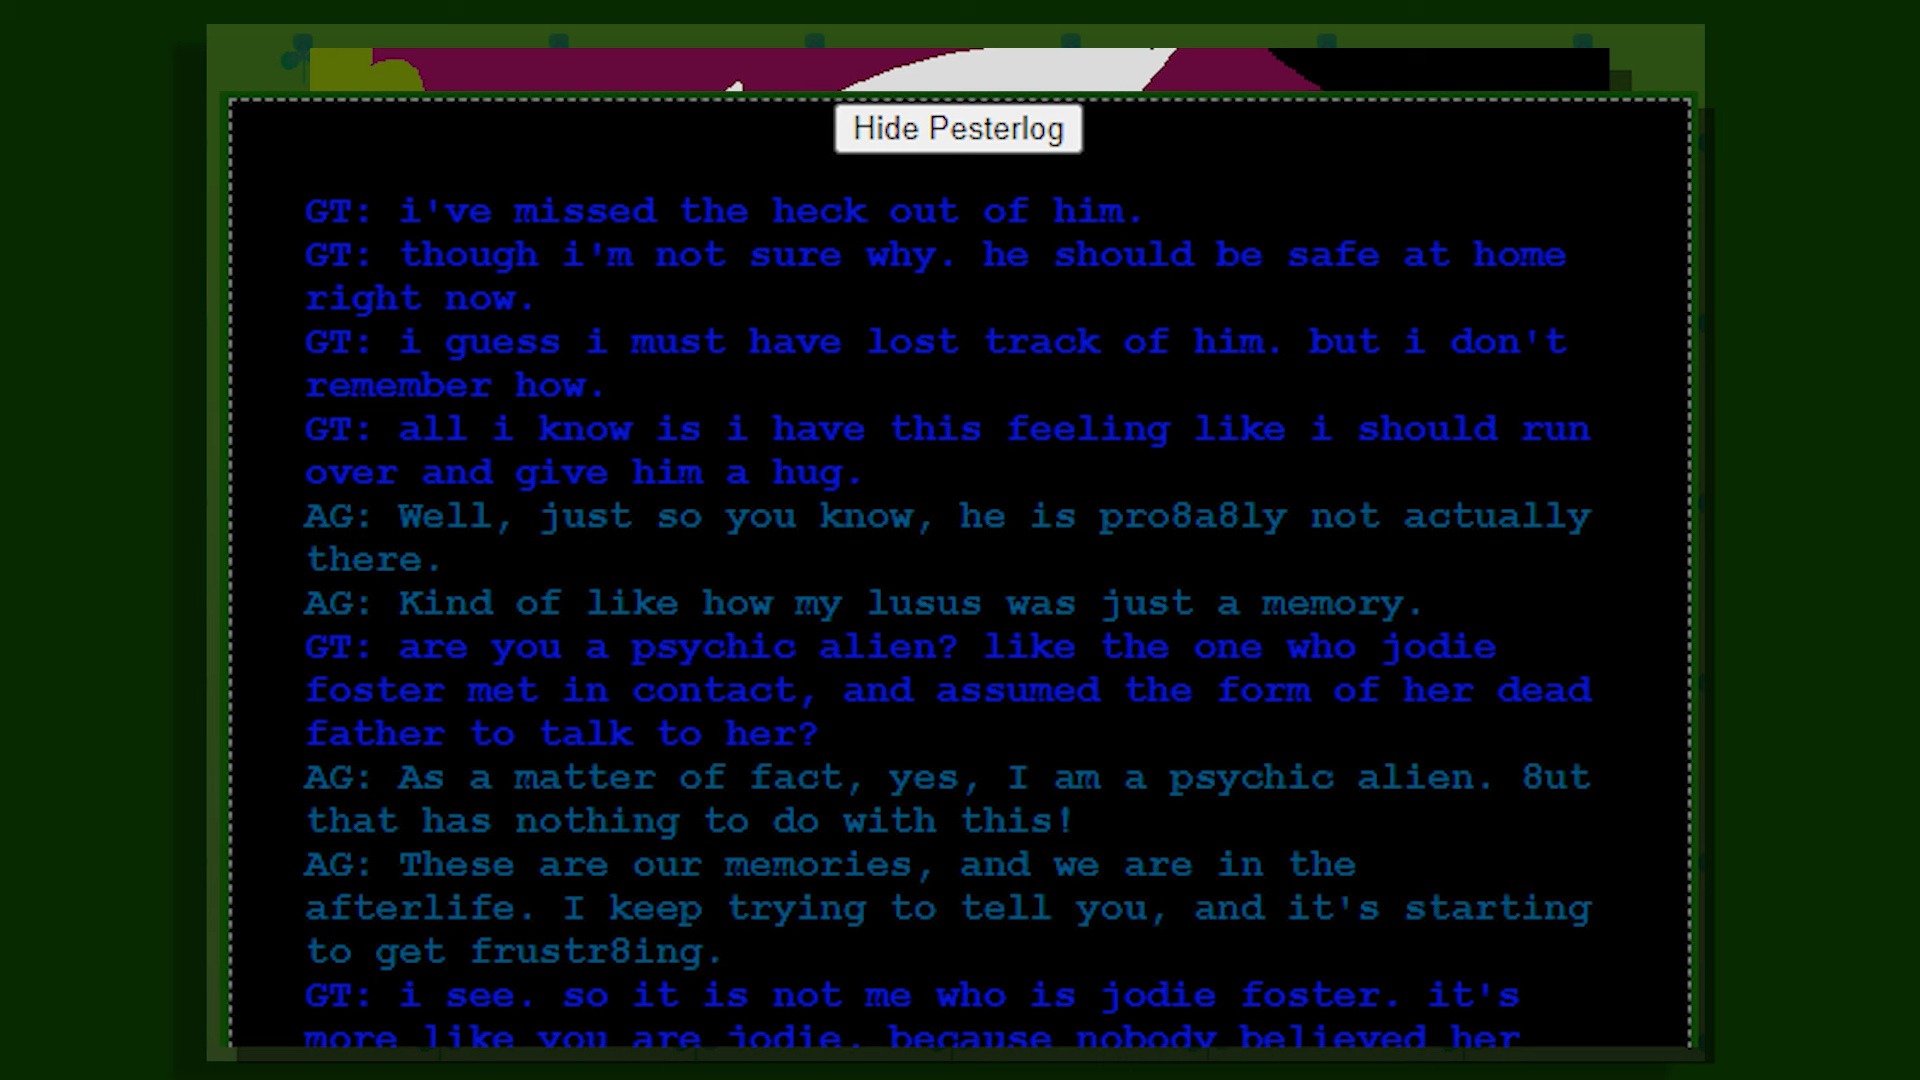 Hide Pesterlog
GT: i've missed the heck out of him.
GT: though i'm not sure why. he should be safe at home
right now.
GT: i guess i must have lost track of him. but i don't
remember how.
GT: all i know is i have this feeling like i should run
over and give him a hug.
AG: Well, just so you know, he is pro8a8ly not actually
there.
AG: Kind of like how my lusus was just a memory.
GT: are you a psychic alien? like the one who jodie
foster met in contact, and assumed the form of her dead
father to talk to her?
AG: As a matter of fact, yes, I am a psychic alien. 8ut
that has nothing to do with this!
AG: These are our memories, and we are in the
afterlife. I keep trying to tell you, and it's starting
to get frustr8ing.
GT: i see. so it is not me who is jodie foster. it's
more like you are jodie, because nobody believed her